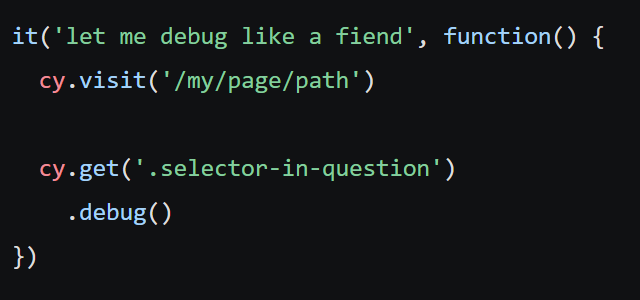 it('let me debug like a fiend', function() {
  cy.visit('/my/page/path')

  cy.get('.selector-in-question')
    .debug()
})